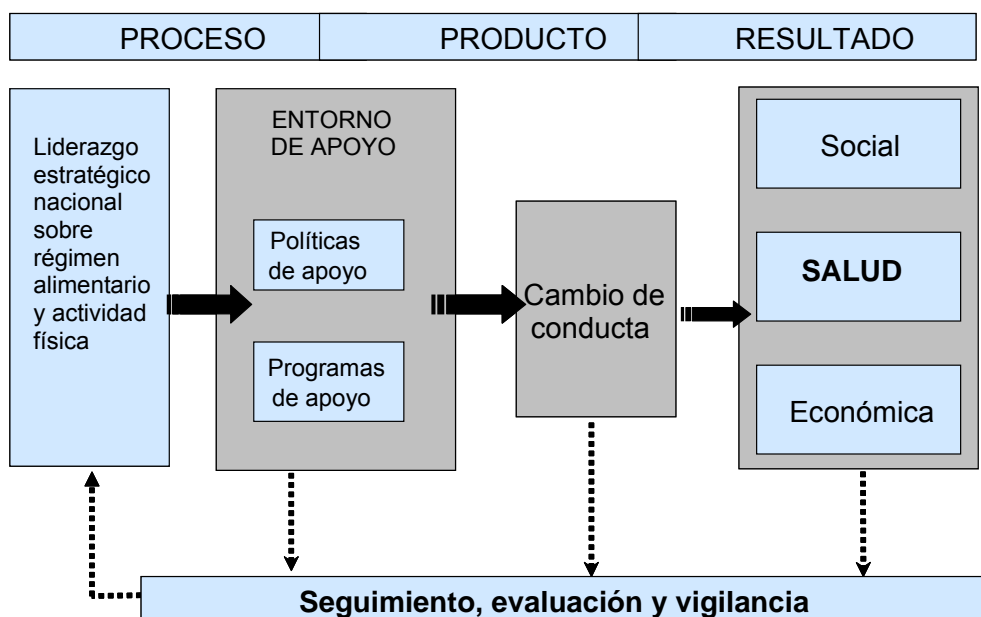 PROCESO
PRODUCTO
RESULTADO
Liderazgo
estratégico
nacional
sobre
régimen
alimentario
y actividad
física
ENTORNO
DE APOYO
Políticas
de apoyo
Programas
de apoyo
Cambio de
conducta
Social
SALUD
Económica
Seguimiento, evaluación y vigilancia